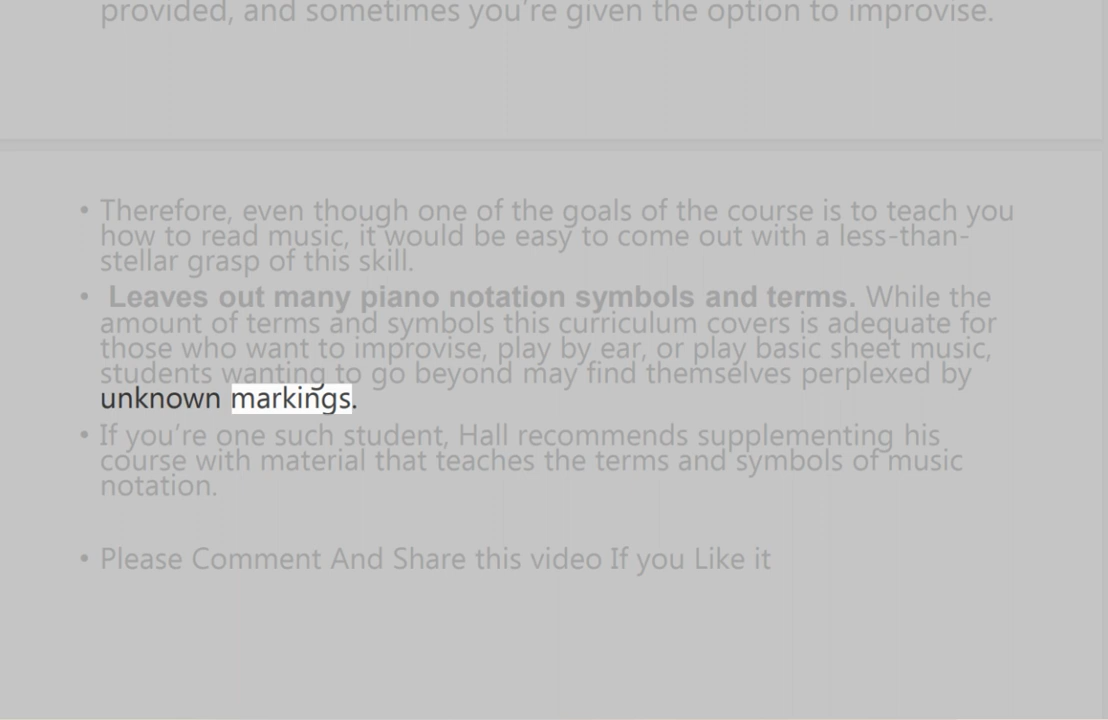 provided, and sometimes you're given the option to improvise.
• Therefore, even though one of the goals of the course is to teach you
how to read music, it would be easy to come out with a less-than-
stellar grasp of this skill.
• Leaves out many piano notation symbols and terms. While the
amount of terms and symbols this curriculum covers is adequate for
those who want to improvise, play by ear, or play basic sheet music,
students wanting to go beyond may find themselves perplexed by
unknown markings.
• If you're one such student, Hall recommends supplementing his
course with material that teaches the terms and symbols of music
notation.
• Please Comment And Share this video If you Like it